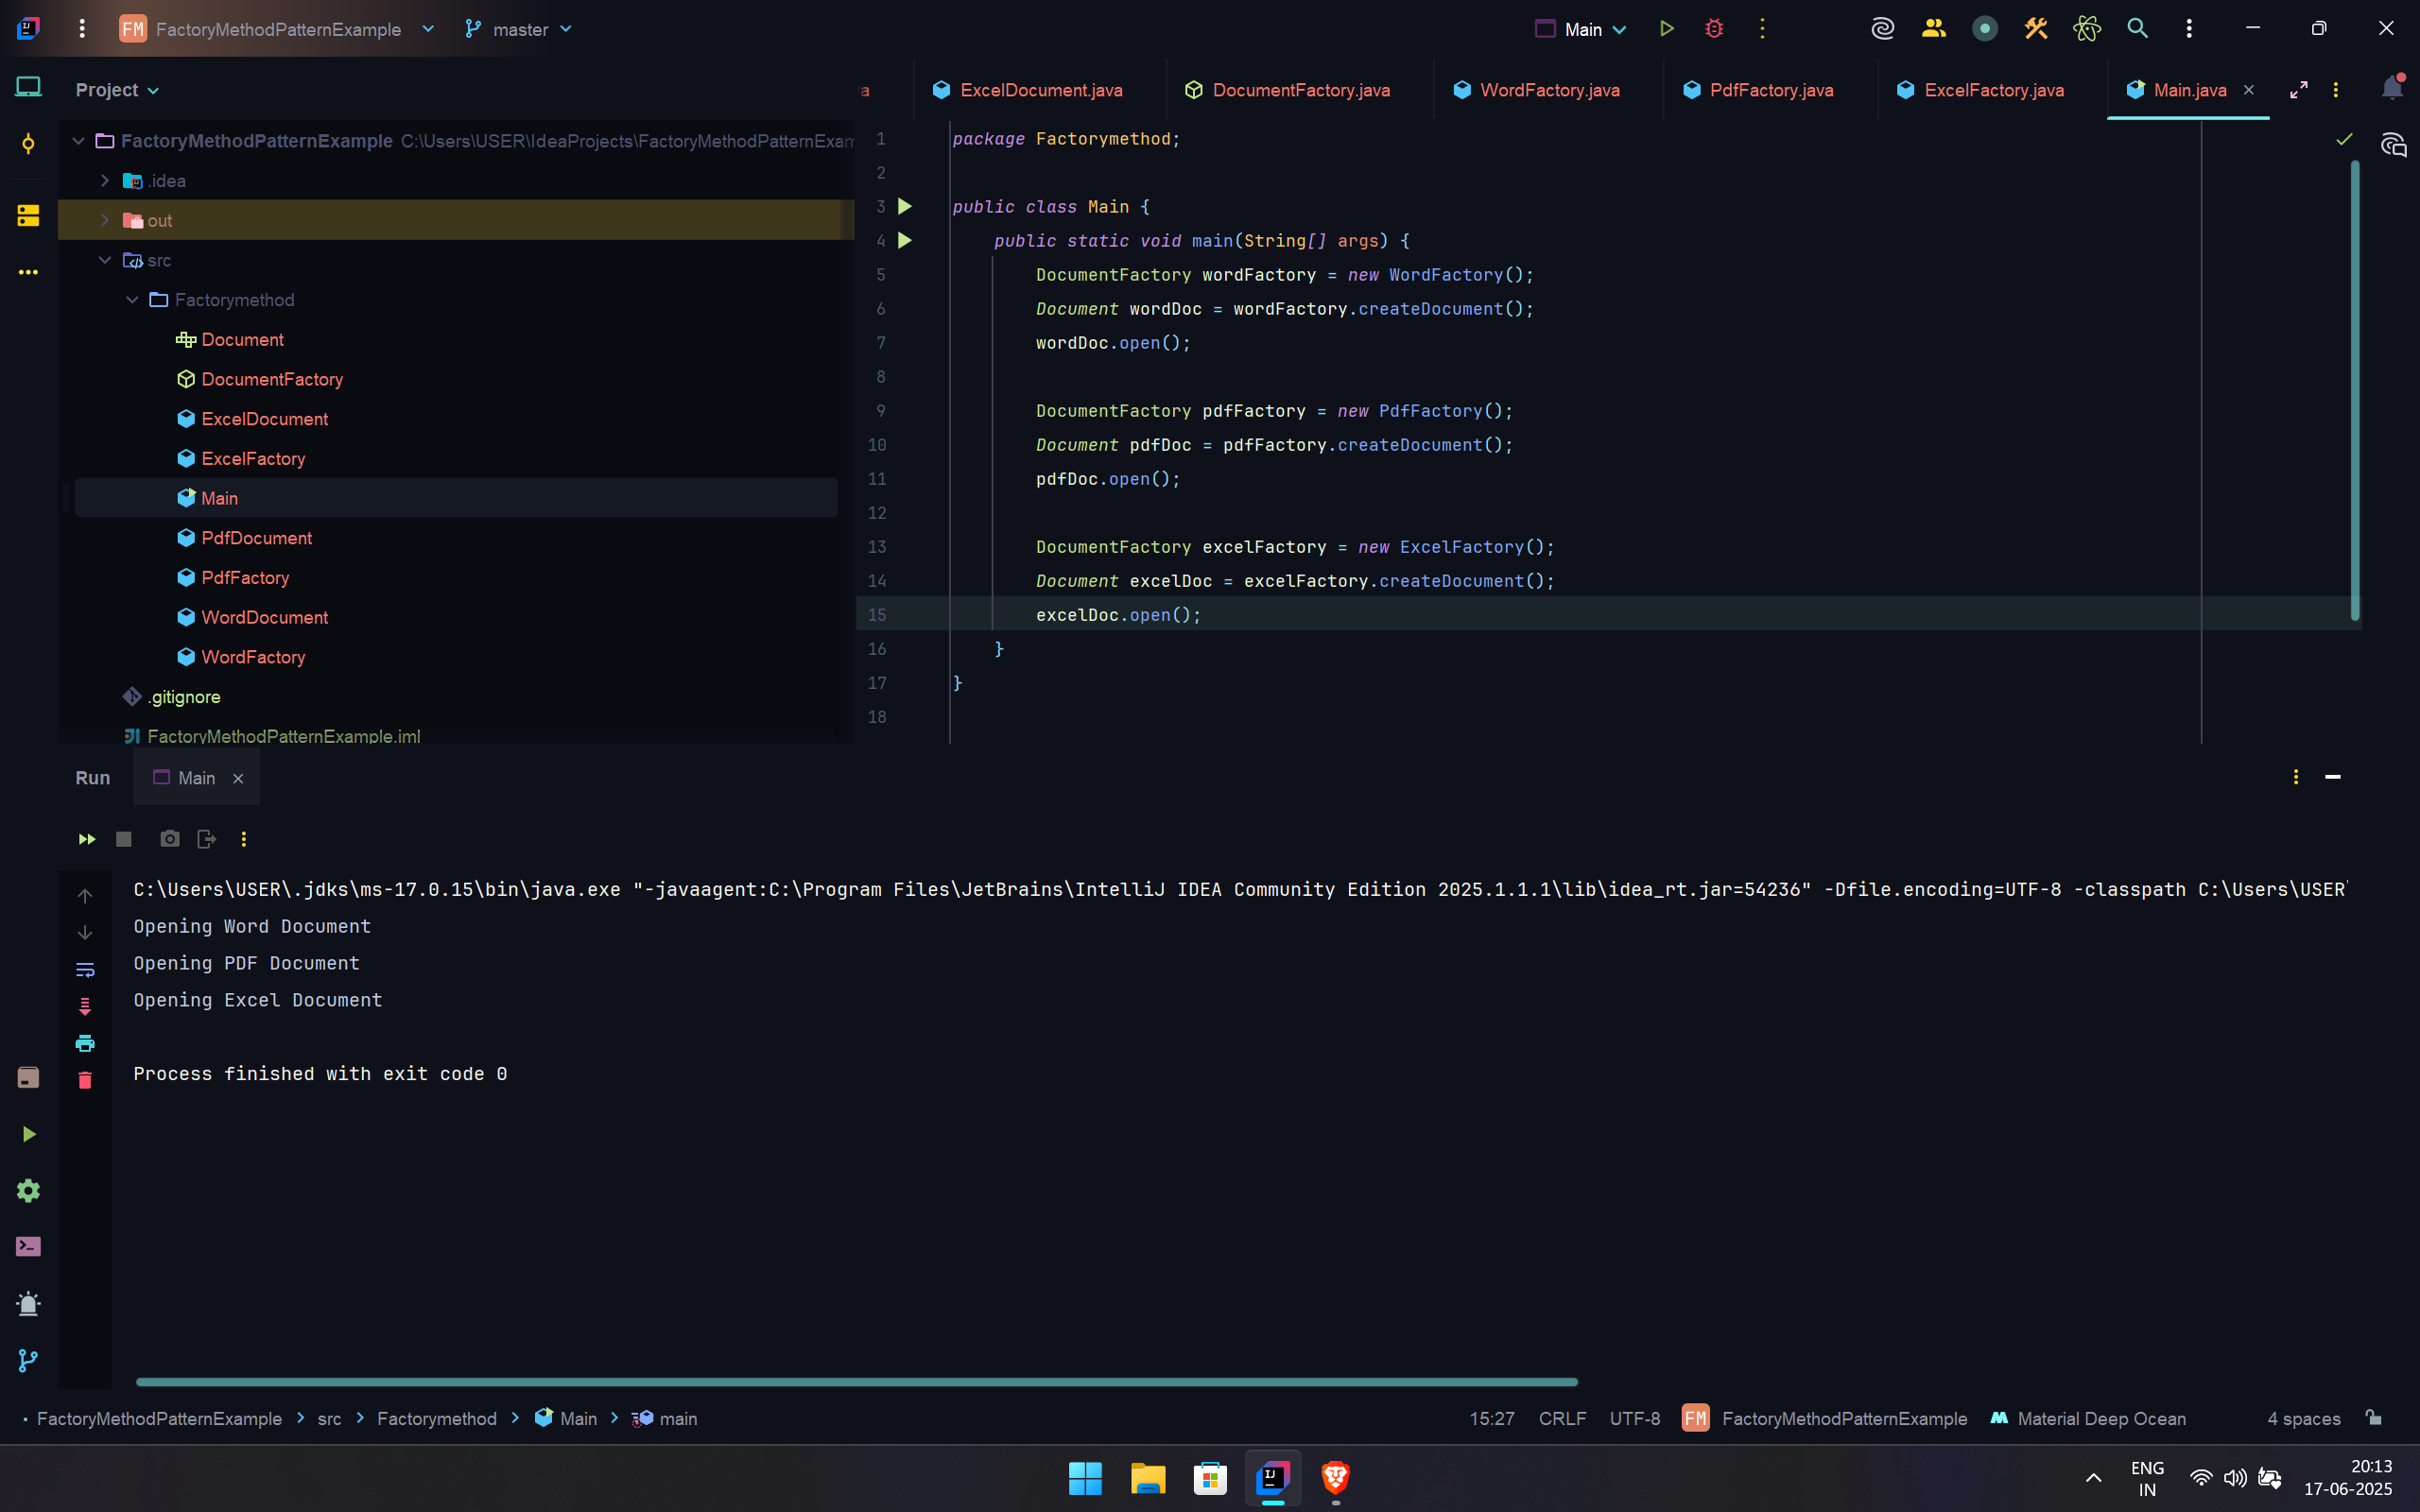 FM FactoryMethodPatternExample master Main
Project
a ExcelDocument.java DocumentFactory.java WordFactory.java PdfFactory.java ExcelFactory.java Main.java
FactoryMethodPatternExample C:\Users\USER\IdeaProjects\FactoryMethodPatternExam
.idea
out
src
Factorymethod
Document
DocumentFactory
ExcelDocument
ExcelFactory
Main
PdfDocument
PdfFactory
WordDocument
WordFactory
.gitignore
FactoryMethodPatternExample.iml
1 package Factorymethod;
2
3 public class Main {
4 public static void main(String[] args) {
5 DocumentFactory wordFactory = new WordFactory();
6 Document wordDoc = wordFactory.createDocument();
7 wordDoc.open();
8
9 DocumentFactory pdfFactory = new PdfFactory();
10 Document pdfDoc = pdfFactory.createDocument();
11 pdfDoc.open();
12
13 DocumentFactory excelFactory = new ExcelFactory();
14 Document excelDoc = excelFactory.createDocument();
15 excelDoc.open();
16 }
17 }
18
Run Main
C:\Users\USER\.jdks\ms-17.0.15\bin\java.exe "-javaagent:C:\Program Files\JetBrains\IntelliJ IDEA Community Edition 2025.1.1.1\lib\idea_rt.jar=54236" -Dfile.encoding=UTF-8 -classpath C:\Users\USER\
Opening Word Document
Opening PDF Document
Opening Excel Document
Process finished with exit code 0
FactoryMethodPatternExample src Factorymethod Main main 15:27 CRLF UTF-8 FM FactoryMethodPatternExample Material Deep Ocean 4 spaces
ENG
IN
20:13
17-06-2025